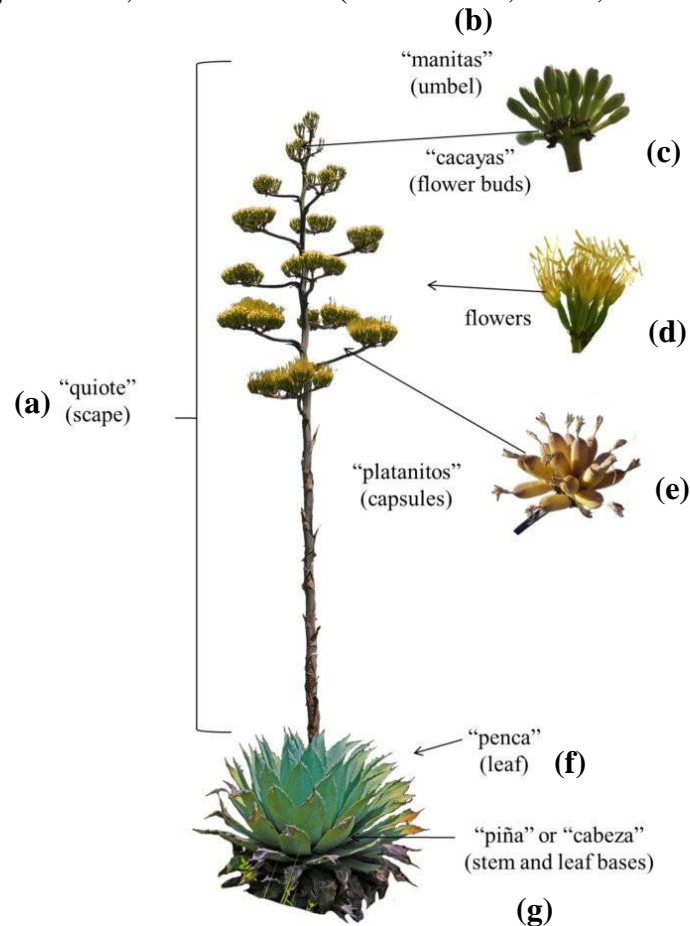 (b)
“manitas”
(umbel)
(c)
“cacayas”
(flower buds)
flowers
(d)
(a)
“quiote”
(scape)
“platanitos”
(capsules)
(e)
“penca”
(leaf)
(f)
“piña” or “cabeza”
(stem and leaf bases)
(g)